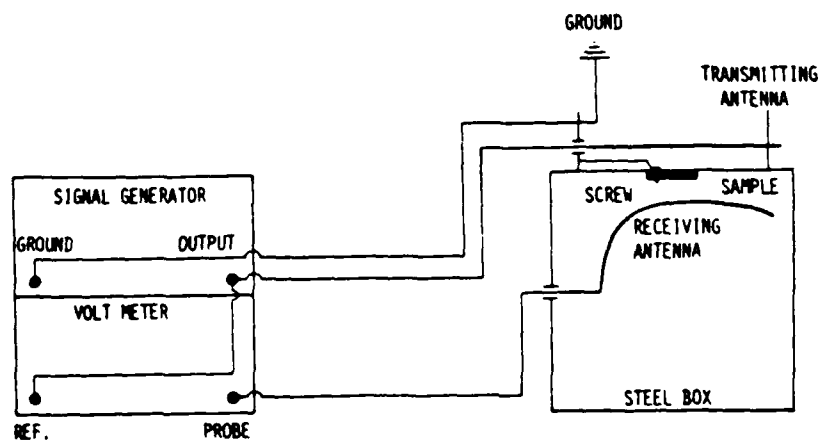 GROUND
TRANSMITTING
ANTENNA
SIGNAL GENERATOR
SCREW
SAMPLE
GROUND
OUTPUT
RECEIVING
ANTENNA
VOLT METER
STEEL BOX
REF.
PROBE